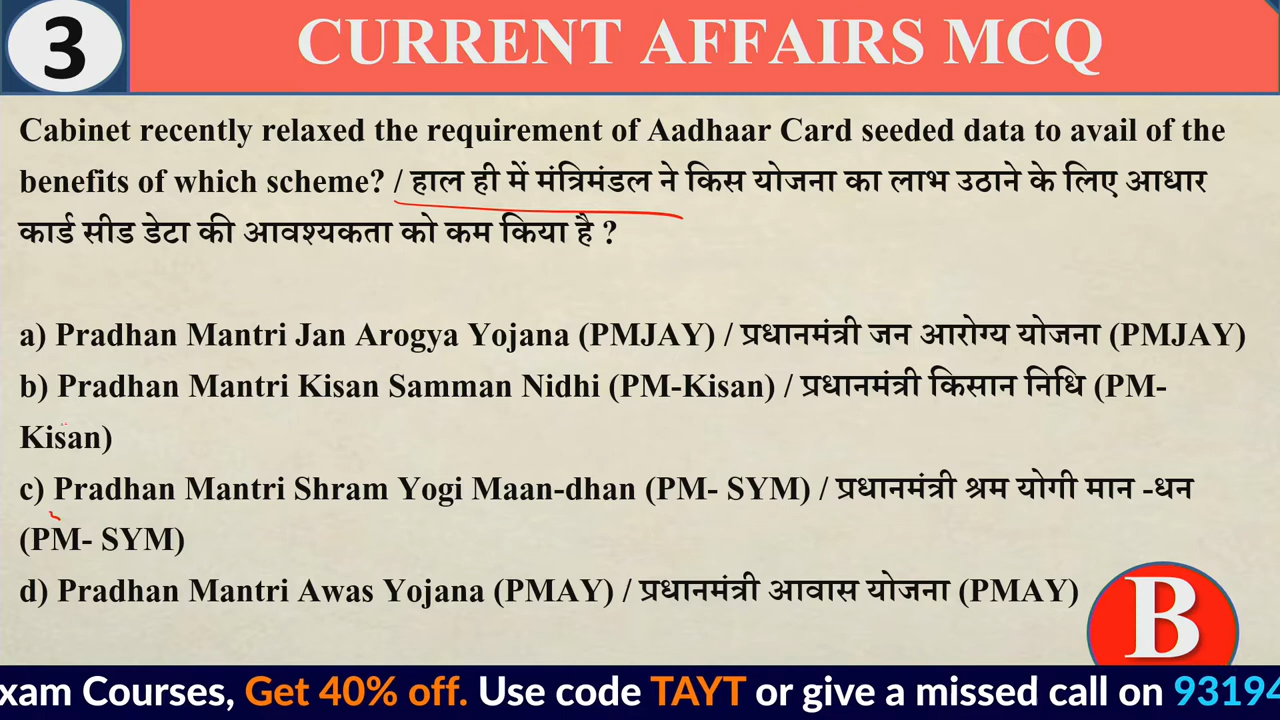 3
CURRENT AFFAIRS MCQ
Cabinet recently relaxed the requirement of Aadhaar Card seeded data to avail of the
benefits of which scheme? / हाल ही में मंत्रिमंडल ने किस योजना का लाभ उठाने के लिए आधार
कार्ड सीड डेटा की आवश्यकता को कम किया है ?
a) Pradhan Mantri Jan Arogya Yojana (PMJAY) / प्रधानमंत्री जन आरोग्य योजना (PMJAY)
b) Pradhan Mantri Kisan Samman Nidhi (PM-Kisan) / प्रधानमंत्री किसान निधि (PM-
Kisan)
c) Pradhan Mantri Shram Yogi Maan-dhan (PM- SYM) / प्रधानमंत्री श्रम योगी मान -धन
(PM- SYM)
d) Pradhan Mantri Awas Yojana (PMAY) / प्रधानमंत्री आवास योजना (PMAY)
B
xam Courses, Get 40% off. Use code TAYT or give a missed call on 9319